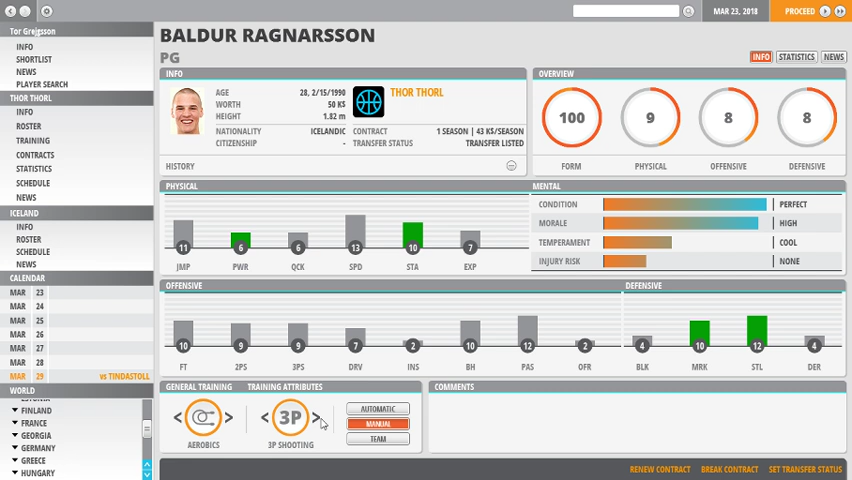 MAR 23, 2018
PROCEED
Tor Grejgsson
INFO
SHORTLIST
NEWS
PLAYER SEARCH
THOR THORL
INFO
ROSTER
TRAINING
CONTRACTS
STATISTICS
SCHEDULE
NEWS
ICELAND
INFO
ROSTER
SCHEDULE
NEWS
CALENDAR
MAR 23
MAR 24
MAR 25
MAR 26
MAR 27
MAR 28
MAR 29 vs TINDASTOLL
WORLD
ESTONIA
FINLAND
FRANCE
GEORGIA
GERMANY
GREECE
HUNGARY
BALDUR RAGNARSSON
PG
INFO STATISTICS NEWS
INFO
AGE 28, 2/15/1990
WORTH 50 K$
HEIGHT 1.82 m
NATIONALITY ICELANDIC
CITIZENSHIP -
THOR THORL
CONTRACT 1 SEASON | 43 K$/SEASON
TRANSFER STATUS TRANSFER LISTED
HISTORY
OVERVIEW
100 9 8 8
FORM PHYSICAL OFFENSIVE DEFENSIVE
PHYSICAL
11 6 6 13 10 7
JMP PWR QCK SPD STA EXP
MENTAL
CONDITION PERFECT
MORALE HIGH
TEMPERAMENT COOL
INJURY RISK NONE
OFFENSIVE
10 9 9 7 2 10 12 2
FT 2PS 3PS DRV INS BH PAS OFR
DEFENSIVE
4 10 12 4
BLK MRK STL DER
GENERAL TRAINING TRAINING ATTRIBUTES
< > < 3P >
AEROBICS 3P SHOOTING
AUTOMATIC
MANUAL
TEAM
COMMENTS
RENEW CONTRACT BREAK CONTRACT SET TRANSFER STATUS